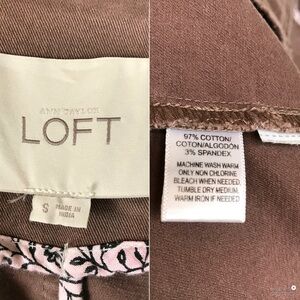 ANN TAYLOR
LOFT
S
MADE IN
INDIA
97% COTTON/
COTON/ALGODÓN
3% SPANDEX
MACHINE WASH WARM
ONLY NON CHLORINE
BLEACH WHEN NEEDED
TUMBLE DRY MEDIUM
WARM IRON IF NEEDED